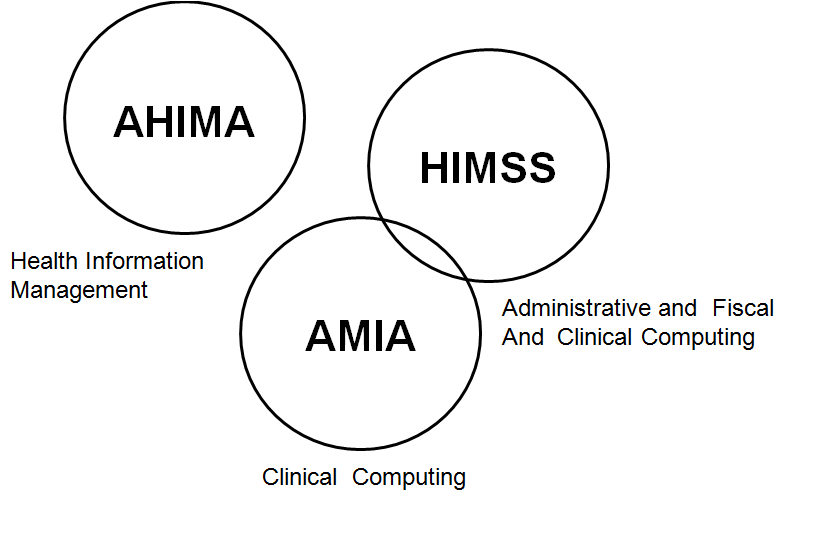 AHIMA
HIMSS
Health Information
Management
Administrative and  Fiscal
And  Clinical Computing
AMIA
Clinical  Computing